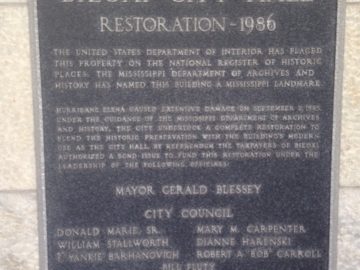 BILOXI CITY HALL
RESTORATION - 1986
THE UNITED STATES DEPARTMENT OF INTERIOR HAS PLACED
THIS PROPERTY ON THE NATIONAL REGISTER OF HISTORIC
PLACES. THE MISSISSIPPI DEPARTMENT OF ARCHIVES AND
HISTORY HAS NAMED THIS BUILDING A MISSISSIPPI LANDMARK.
HURRICANE ELENA CAUSED EXTENSIVE DAMAGE ON SEPTEMBER 2, 1985.
UNDER THE GUIDANCE OF THE MISSISSIPPI DEPARTMENT OF ARCHIVES
AND HISTORY, THE CITY UNDERTOOK A COMPLETE RESTORATION TO
BLEND THE HISTORIC PRESERVATION WITH THE BUILDING'S MODERN
USE AS THE CITY HALL. BY REFERENDUM THE TAXPAYERS OF BILOXI
AUTHORIZED A BOND ISSUE TO FUND THIS RESTORATION UNDER THE
LEADERSHIP OF THE FOLLOWING OFFICIALS:
MAYOR GERALD BLESSEY
CITY COUNCIL
DONALD MARIE, SR. MARY M. CARPENTER
WILLIAM STALLWORTH DIANNE HARENSKI
"YANKIE" BARHANOVICH ROBERT A "BOB" CARROLL
BILL